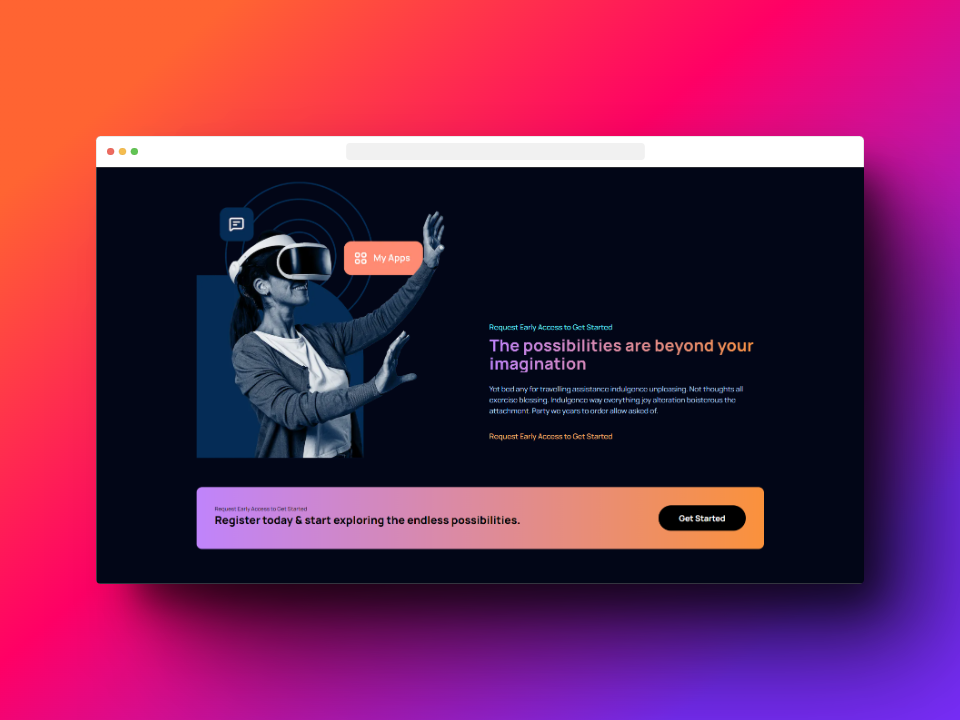 My Apps
Request Early Access to Get Started
The possibilities are beyond your
imagination
Yet bed any for travelling assistance indulgence unpleasing. Not thoughts all
exercise blessing. Indulgence way everything joy alteration boisterous the
attachment. Party we years to order allow asked of.
Request Early Access to Get Started
Request Early Access to Get Started
Register today & start exploring the endless possibilities.
Get Started